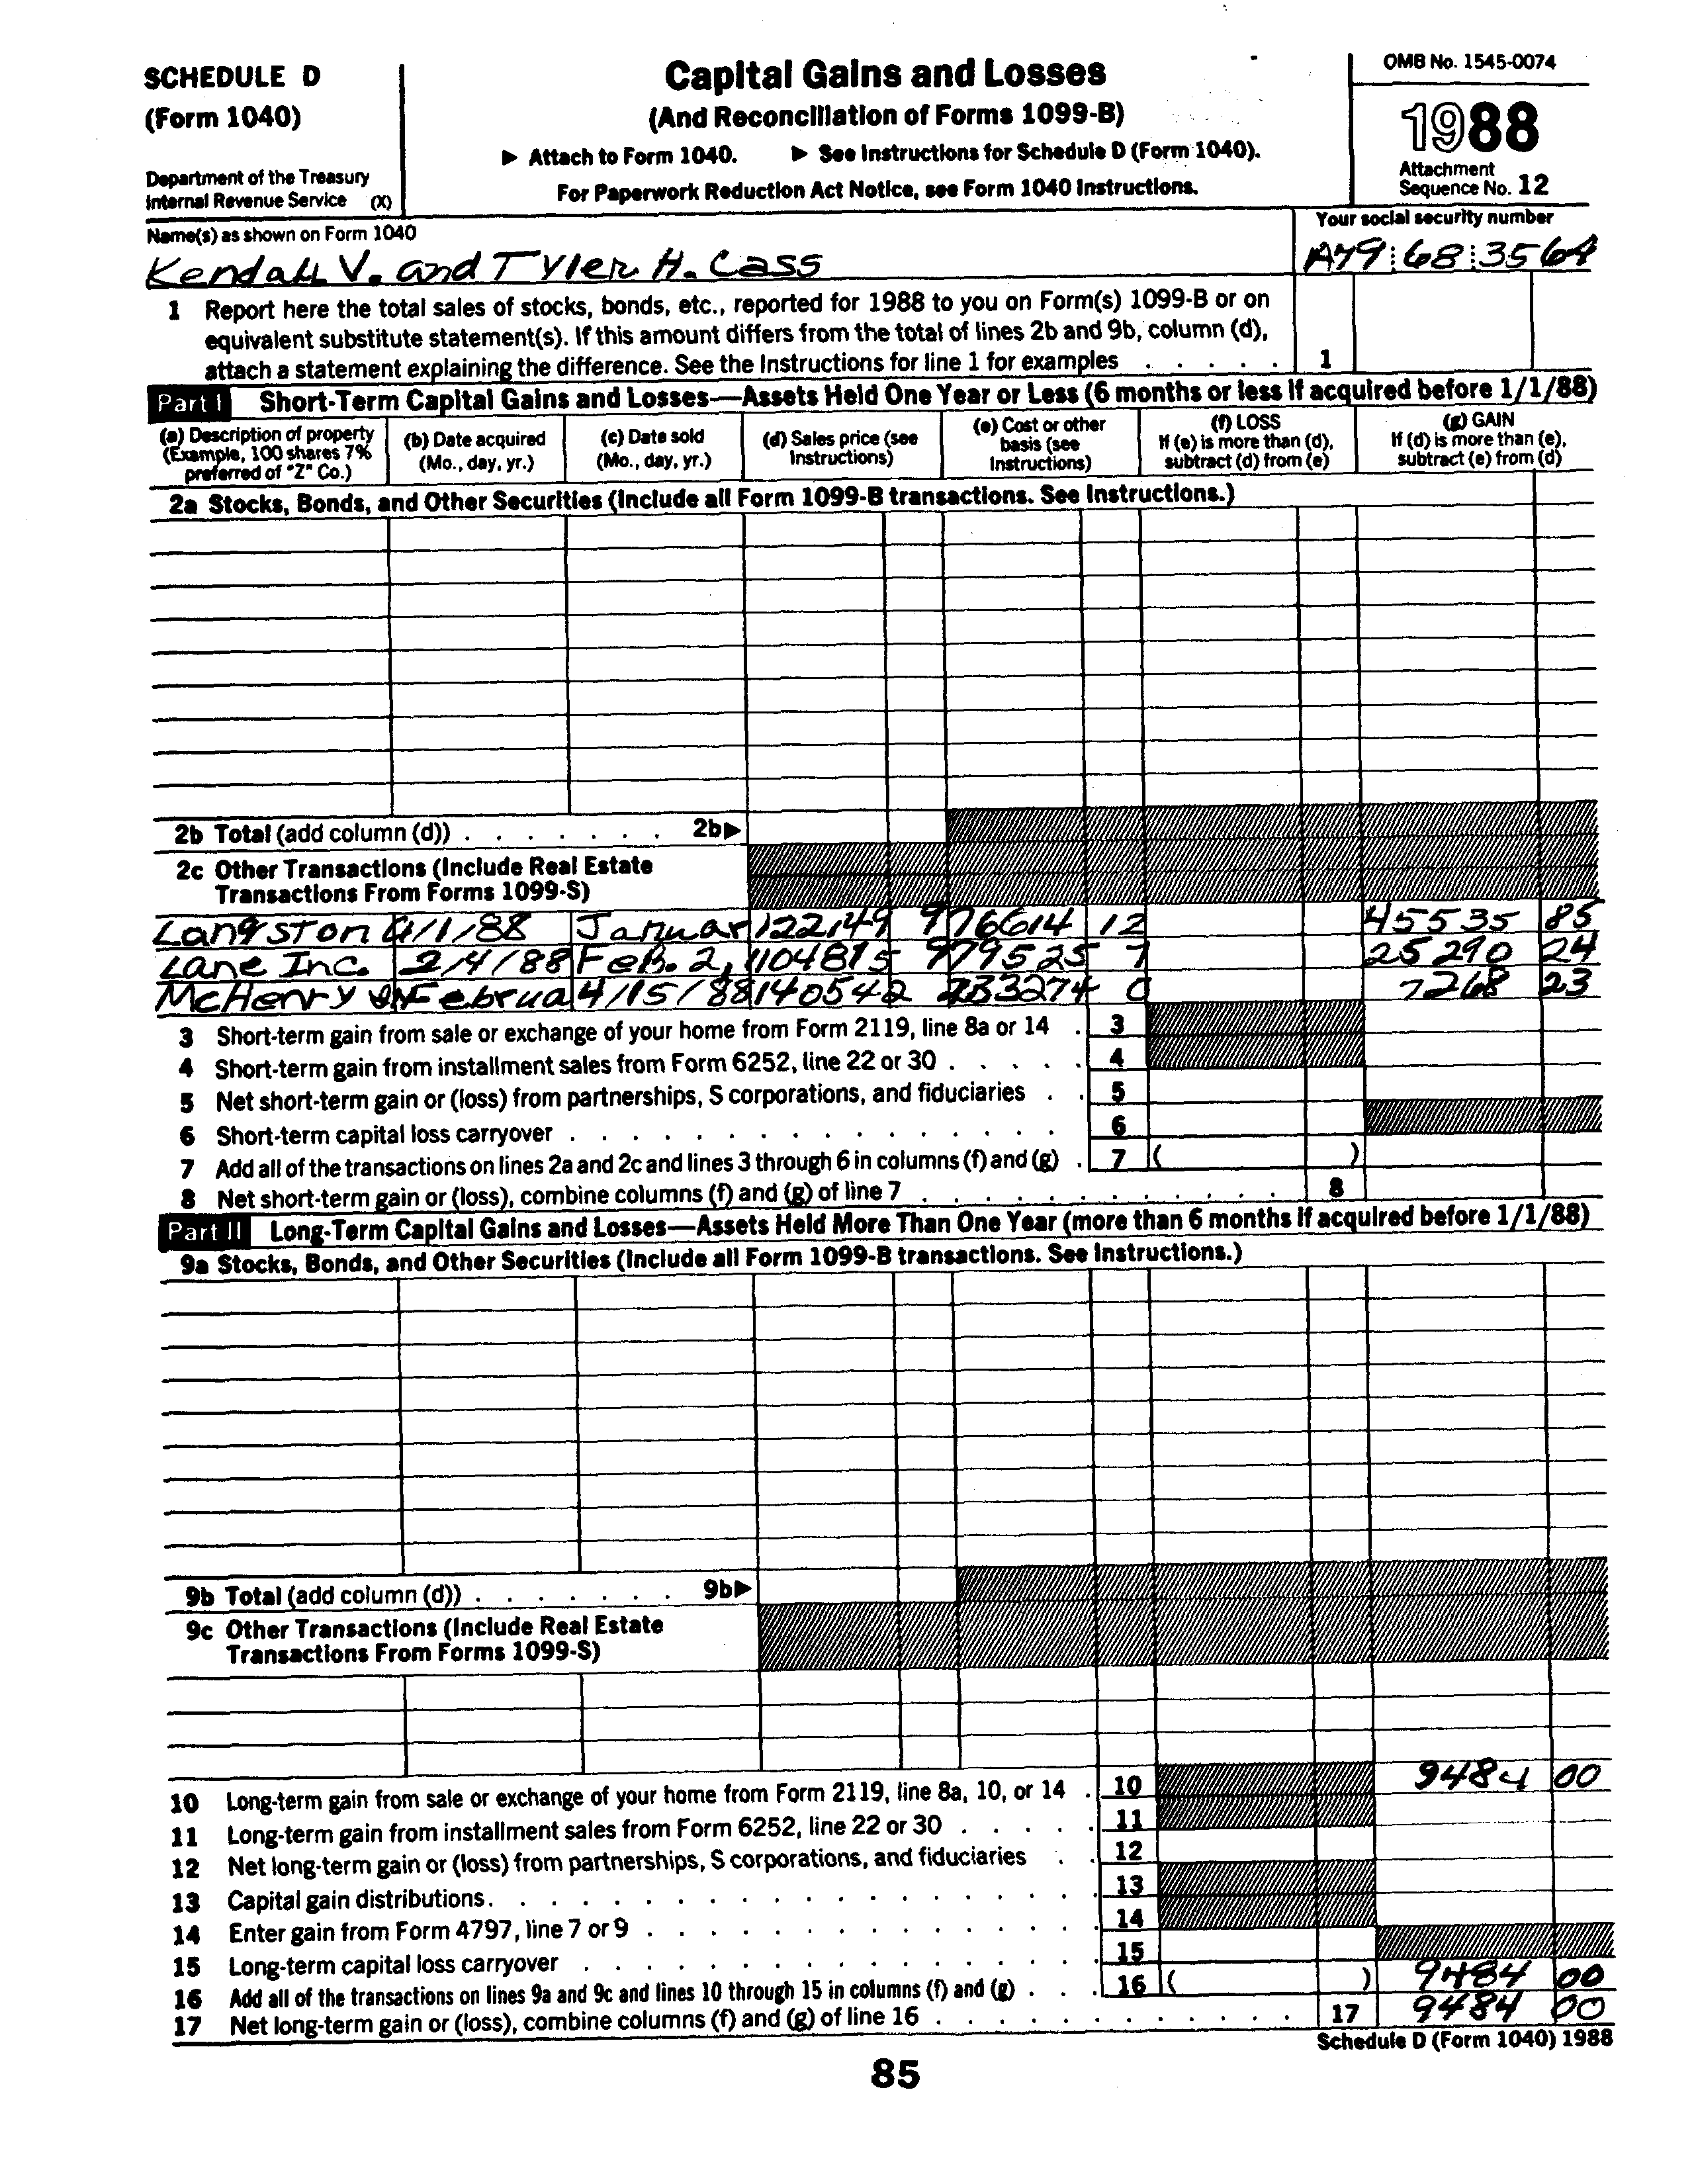 SCHEDULE D
(Form 1040)
Department of the Treasury
Internal Revenue Service (X)
Capital Gains and Losses
(And Reconciliation of Forms 1099-B)
▶ Attach to Form 1040. ▶ See Instructions for Schedule D (Form 1040).
For Paperwork Reduction Act Notice, see Form 1040 Instructions.
OMB No. 1545-0074
1988
Attachment
Sequence No. 12
Name(s) as shown on Form 1040
Kendall V. and Tyler H. Cass
Your social security number
A79 68 3564
1 Report here the total sales of stocks, bonds, etc., reported for 1988 to you on Form(s) 1099-B or on
equivalent substitute statement(s). If this amount differs from the total of lines 2b and 9b, column (d),
attach a statement explaining the difference. See the Instructions for line 1 for examples . . . . . 1
Part I Short-Term Capital Gains and Losses—Assets Held One Year or Less (6 months or less if acquired before 1/1/88)
(a) Description of property
(Example, 100 shares 7%
preferred of "Z" Co.)
(b) Date acquired
(Mo., day, yr.)
(c) Date sold
(Mo., day, yr.)
(d) Sales price (see
Instructions)
(e) Cost or other
basis (see
Instructions)
(f) LOSS
If (e) is more than (d),
subtract (d) from (e)
(g) GAIN
If (d) is more than (e),
subtract (e) from (d)
2a Stocks, Bonds, and Other Securities (Include all Form 1099-B transactions. See Instructions.)
2b Total (add column (d)) . . . . . . . 2b▶
2c Other Transactions (Include Real Estate
Transactions From Forms 1099-S)
Langston 4/1/88 Januar 122149 9 76614 12 45535 85
Lane Inc. 2/4/88 Feb. 2, 104815 9 79525 7 25290 24
McHenry Februa 4/15/88 140542 133274 0 7268 23
3 Short-term gain from sale or exchange of your home from Form 2119, line 8a or 14 . 3
4 Short-term gain from installment sales from Form 6252, line 22 or 30 . . . . . 4
5 Net short-term gain or (loss) from partnerships, S corporations, and fiduciaries . . 5
6 Short-term capital loss carryover . . . . . . . . . . . . . . . . 6
7 Add all of the transactions on lines 2a and 2c and lines 3 through 6 in columns (f) and (g) . 7 ( )
8 Net short-term gain or (loss), combine columns (f) and (g) of line 7 . . . . . . . . . . . . 8
Part II Long-Term Capital Gains and Losses—Assets Held More Than One Year (more than 6 months if acquired before 1/1/88)
9a Stocks, Bonds, and Other Securities (Include all Form 1099-B transactions. See Instructions.)
9b Total (add column (d)) . . . . . . . 9b▶
9c Other Transactions (Include Real Estate
Transactions From Forms 1099-S)
10 Long-term gain from sale or exchange of your home from Form 2119, line 8a, 10, or 14 . 10 9484 00
11 Long-term gain from installment sales from Form 6252, line 22 or 30 . . . . . 11
12 Net long-term gain or (loss) from partnerships, S corporations, and fiduciaries . . 12
13 Capital gain distributions . . . . . . . . . . . . . . . . . . 13
14 Enter gain from Form 4797, line 7 or 9 . . . . . . . . . . . . . 14
15 Long-term capital loss carryover . . . . . . . . . . . . . . . . 15
16 Add all of the transactions on lines 9a and 9c and lines 10 through 15 in columns (f) and (g) . . . 16 ( ) 9484 00
17 Net long-term gain or (loss), combine columns (f) and (g) of line 16 . . . . . . . . . . . . 17 9484 00
Schedule D (Form 1040) 1988
85